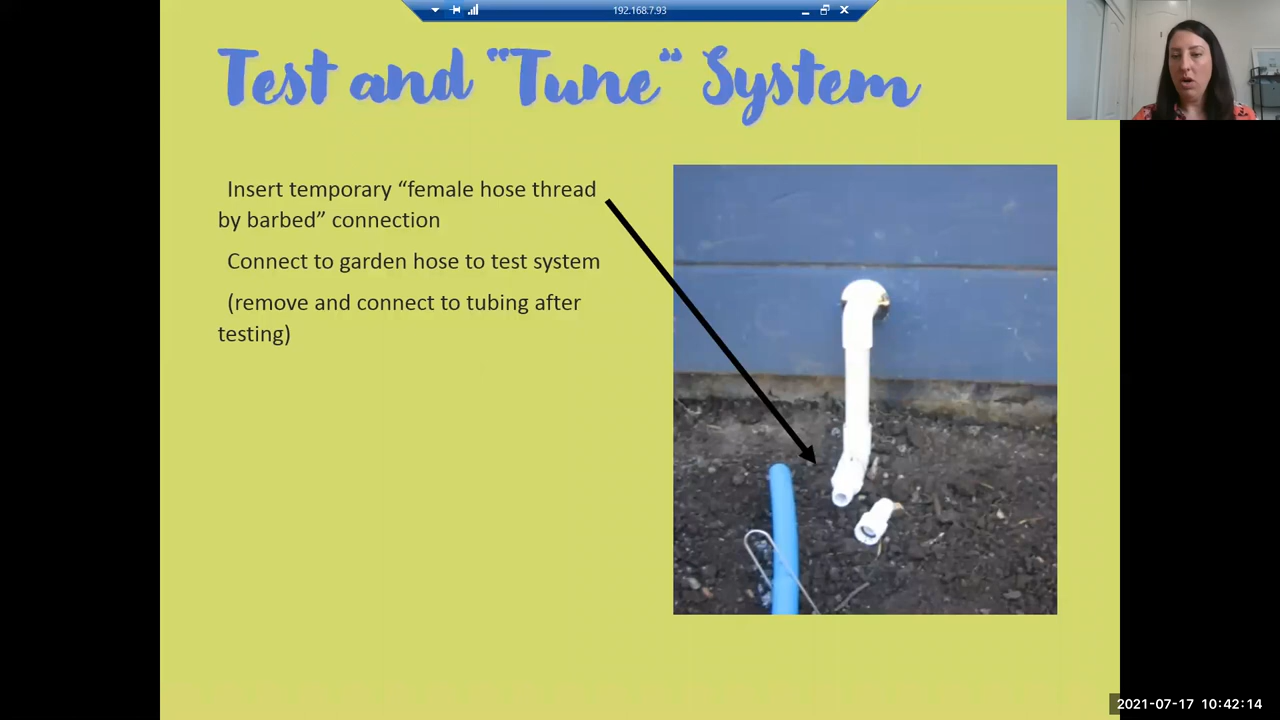 192.168.7.93
Test and "Tune" System
Insert temporary “female hose thread
by barbed” connection
Connect to garden hose to test system
(remove and connect to tubing after
testing)
2021-07-17 10:42:14